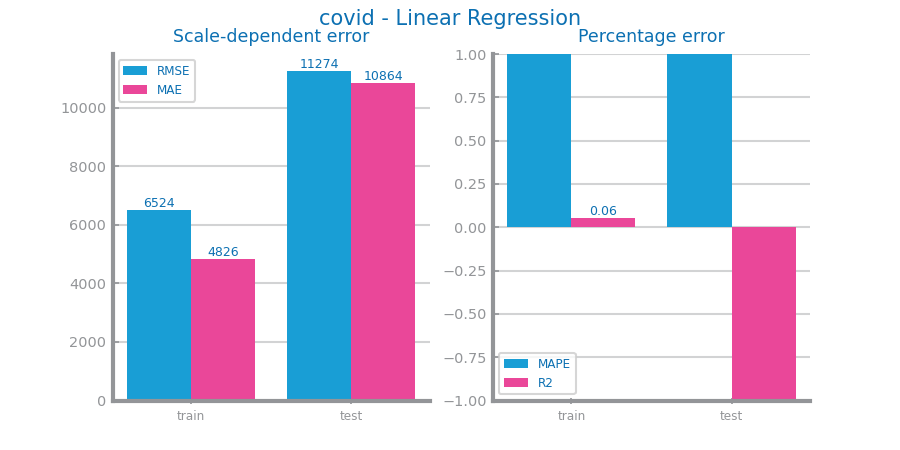 covid - Linear Regression
Scale-dependent error
RMSE
MAE
6524
4826
11274
10864
10000
8000
6000
4000
2000
0
train
test
Percentage error
1.00
0.75
0.50
0.25
0.00
−0.25
−0.50
−0.75
−1.00
0.06
MAPE
R2
train
test